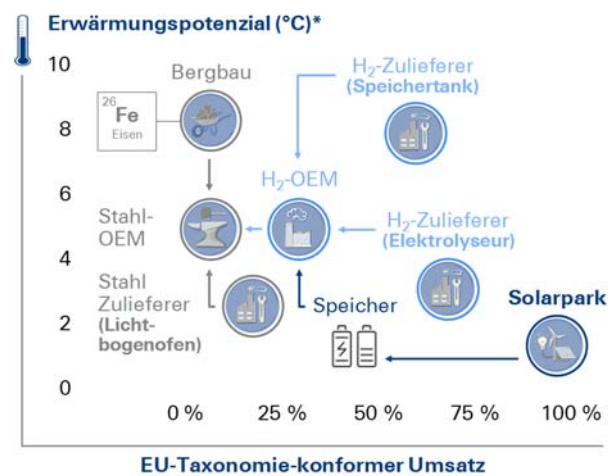 Erwärmungspotenzial (°C)*
10
8
6
4
2
0
Bergbau
26
Fe
Eisen
H₂-Zulieferer
(Speichertank)
H₂-OEM
Stahl-
OEM
H₂-Zulieferer
(Elektrolyseur)
Stahl
Zulieferer
(Licht-
bogenofen)
Speicher
Solarpark
0 % 25 % 50 % 75 % 100 %
EU-Taxonomie-konformer Umsatz